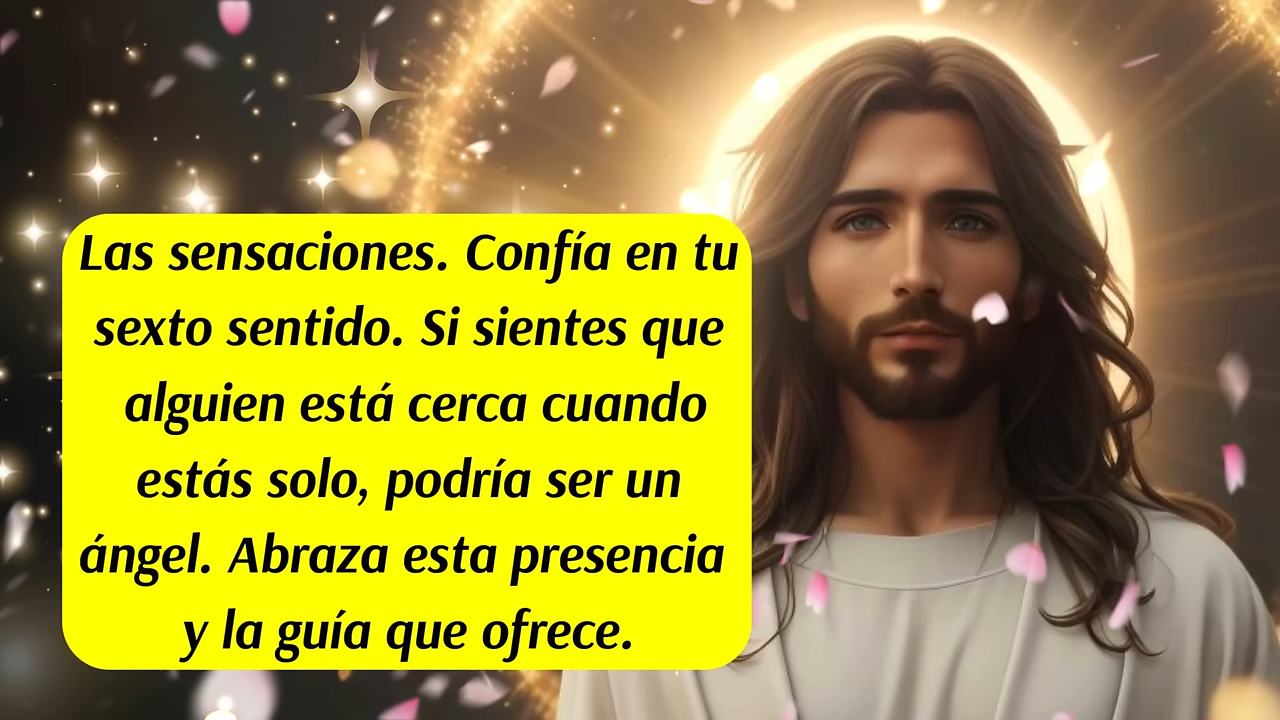 Las sensaciones. Confía en tu
sexto sentido. Si sientes que
alguien está cerca cuando
estás solo, podría ser un
ángel. Abraza esta presencia
y la guía que ofrece.